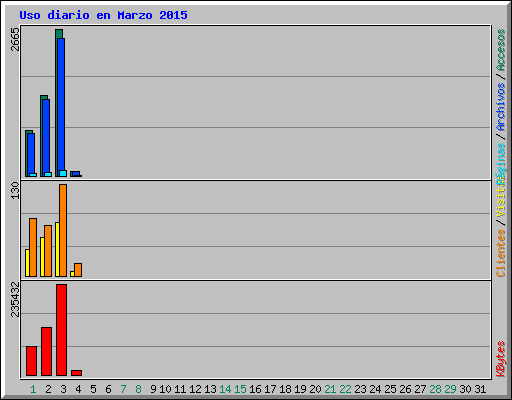 Uso diario en Marzo 2015
2665
130
235432
Páginas / Archivos / Accesos
Clientes / Visitas
KBytes
1 2 3 4 5 6 7 8 9 10 11 12 13 14 15 16 17 18 19 20 21 22 23 24 25 26 27 28 29 30 31